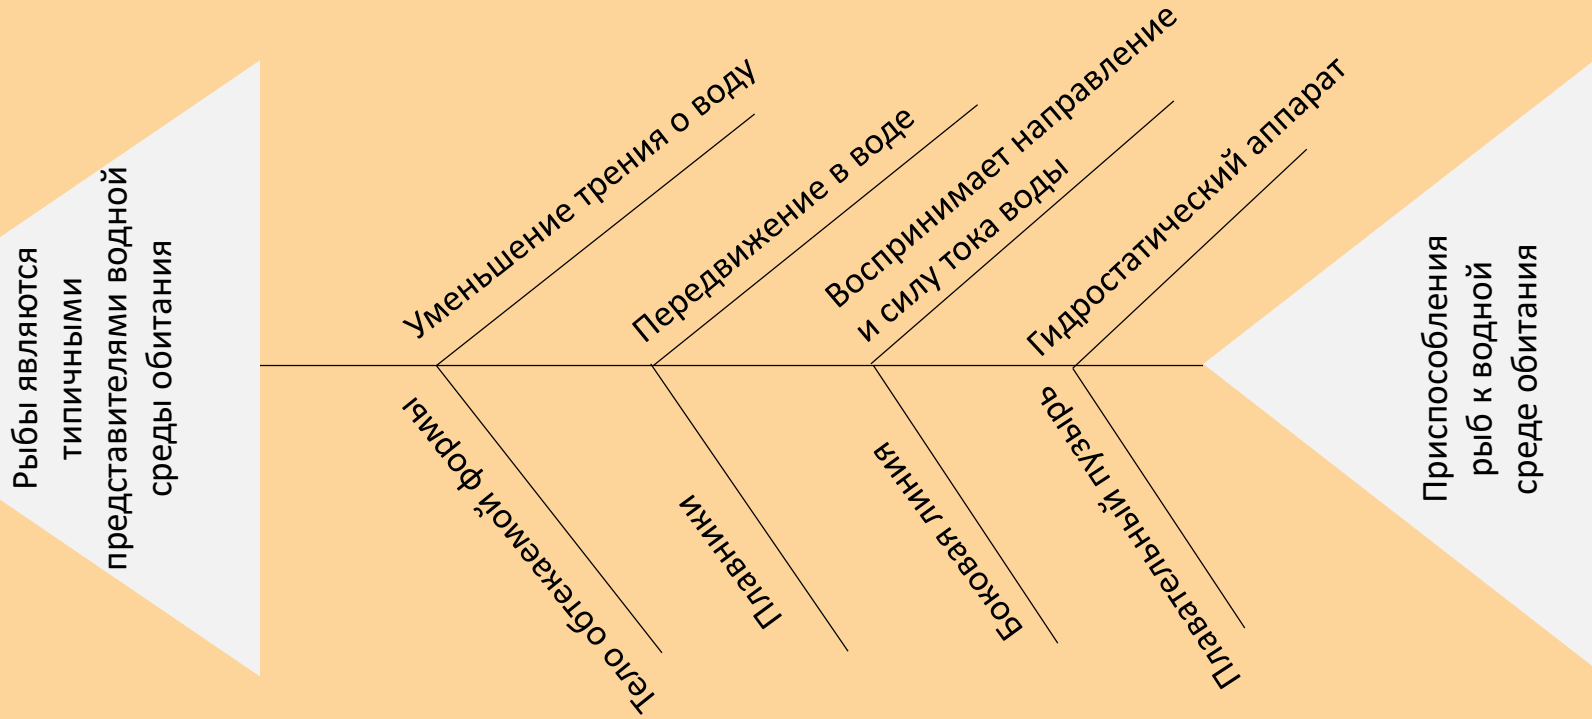 Рыбы являются
типичными
представителями водной
среды обитания
Уменьшение трения о воду
Передвижение в воде
Воспринимает направление
и силу тока воды
Гидростатический аппарат
Тело обтекаемой формы
Плавники
Боковая линия
Плавательный пузырь
Приспособления
рыб к водной
среде обитания